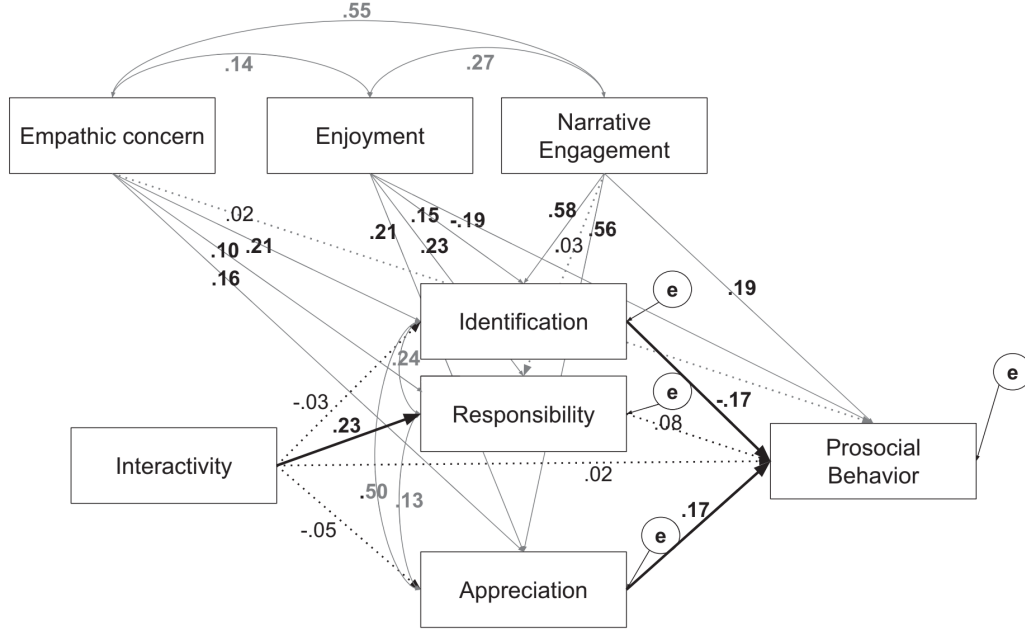 .55
.14
.27
Empathic concern
Enjoyment
Narrative
Engagement
.02
.15
-.19
.58
.21
.23
.03
.56
.10
.21
.16
.19
e
Identification
.24
e
e
-.03
-.17
.23
Responsibility
.08
Interactivity
Prosocial
Behavior
.02
.50
.13
-.05
.17
e
Appreciation